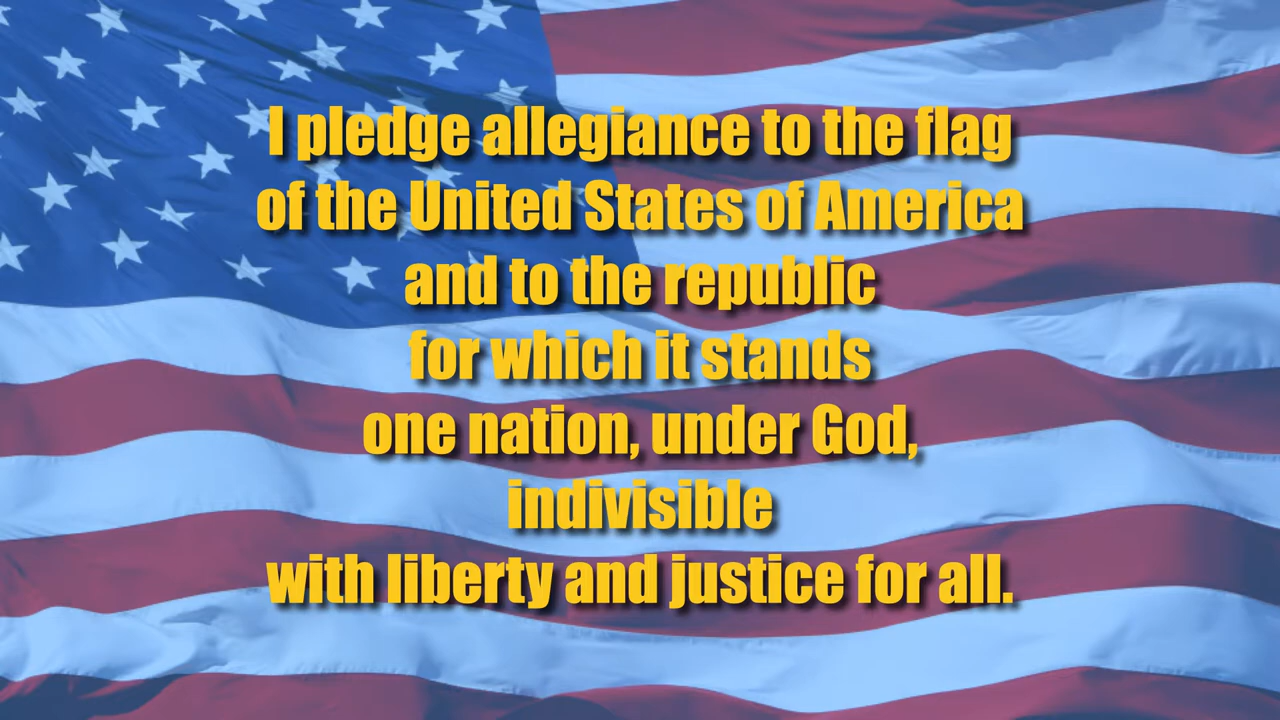 I pledge allegiance to the flag
of the United States of America
and to the republic
for which it stands
one nation, under God,
indivisible
with liberty and justice for all.